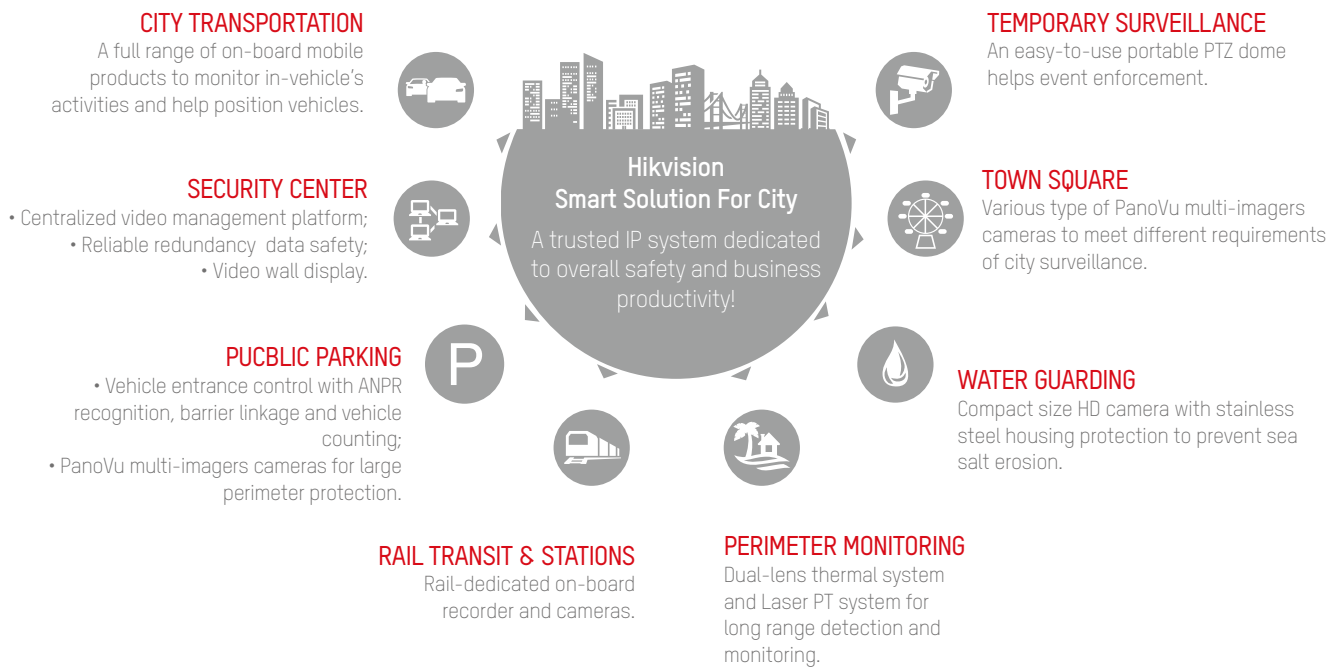 CITY TRANSPORTATION
A full range of on-board mobile
products to monitor in-vehicle's
activities and help position vehicles.
SECURITY CENTER
• Centralized video management platform;
• Reliable redundancy data safety;
• Video wall display.
PUCBLIC PARKING
• Vehicle entrance control with ANPR
recognition, barrier linkage and vehicle
counting;
• PanoVu multi-imagers cameras for large
perimeter protection.
P
RAIL TRANSIT & STATIONS
Rail-dedicated on-board
recorder and cameras.
Hikvision
Smart Solution For City
A trusted IP system dedicated
to overall safety and business
productivity!
PERIMETER MONITORING
Dual-lens thermal system
and Laser PT system for
long range detection and
monitoring.
TEMPORARY SURVEILLANCE
An easy-to-use portable PTZ dome
helps event enforcement.
TOWN SQUARE
Various type of PanoVu multi-imagers
cameras to meet different requirements
of city surveillance.
WATER GUARDING
Compact size HD camera with stainless
steel housing protection to prevent sea
salt erosion.